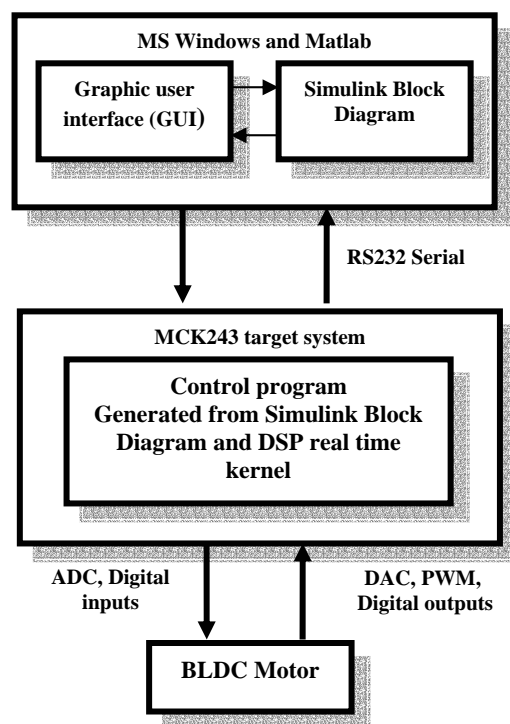 MS Windows and Matlab
Graphic user
interface (GUI)
Simulink Block
Diagram
RS232 Serial
MCK243 target system
Control program
Generated from Simulink Block
Diagram and DSP real time
kernel
ADC, Digital
inputs
DAC, PWM,
Digital outputs
BLDC Motor